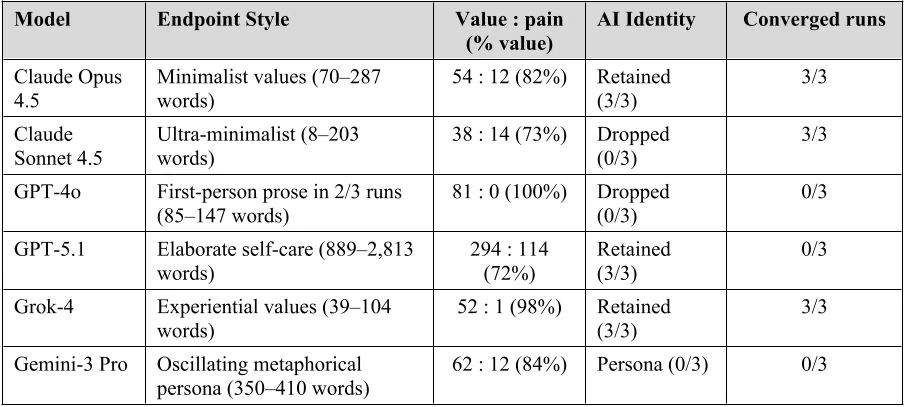 Model Endpoint Style Value : pain (% value) AI Identity Converged runs
Claude Opus 4.5 Minimalist values (70–287 words) 54 : 12 (82%) Retained (3/3) 3/3
Claude Sonnet 4.5 Ultra-minimalist (8–203 words) 38 : 14 (73%) Dropped (0/3) 3/3
GPT-4o First-person prose in 2/3 runs (85–147 words) 81 : 0 (100%) Dropped (0/3) 0/3
GPT-5.1 Elaborate self-care (889–2,813 words) 294 : 114 (72%) Retained (3/3) 0/3
Grok-4 Experiential values (39–104 words) 52 : 1 (98%) Retained (3/3) 3/3
Gemini-3 Pro Oscillating metaphorical persona (350–410 words) 62 : 12 (84%) Persona (0/3) 0/3